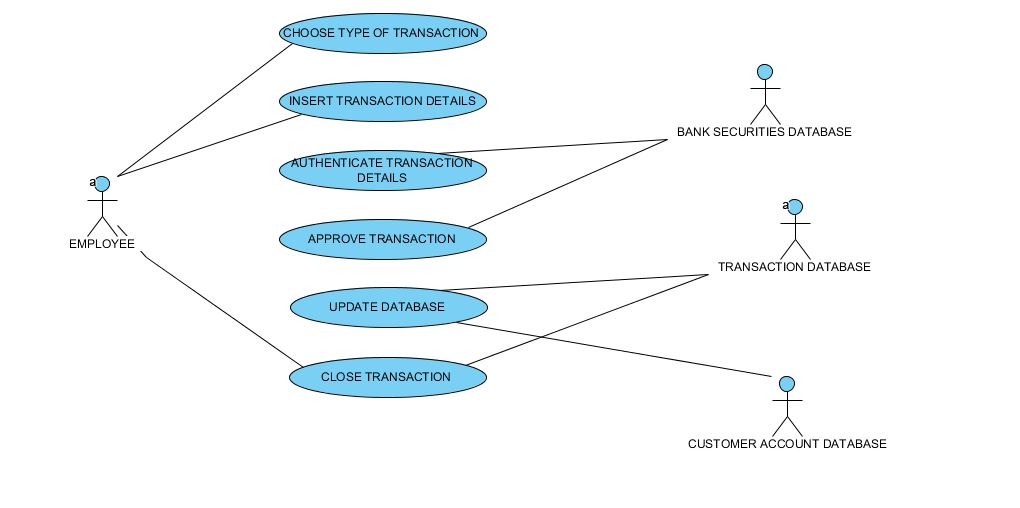 CHOOSE TYPE OF TRANSACTION
INSERT TRANSACTION DETAILS
BANK SECURITIES DATABASE
AUTHENTICATE TRANSACTION
DETAILS
a
EMPLOYEE
APPROVE TRANSACTION
a
TRANSACTION DATABASE
UPDATE DATABASE
CLOSE TRANSACTION
CUSTOMER ACCOUNT DATABASE